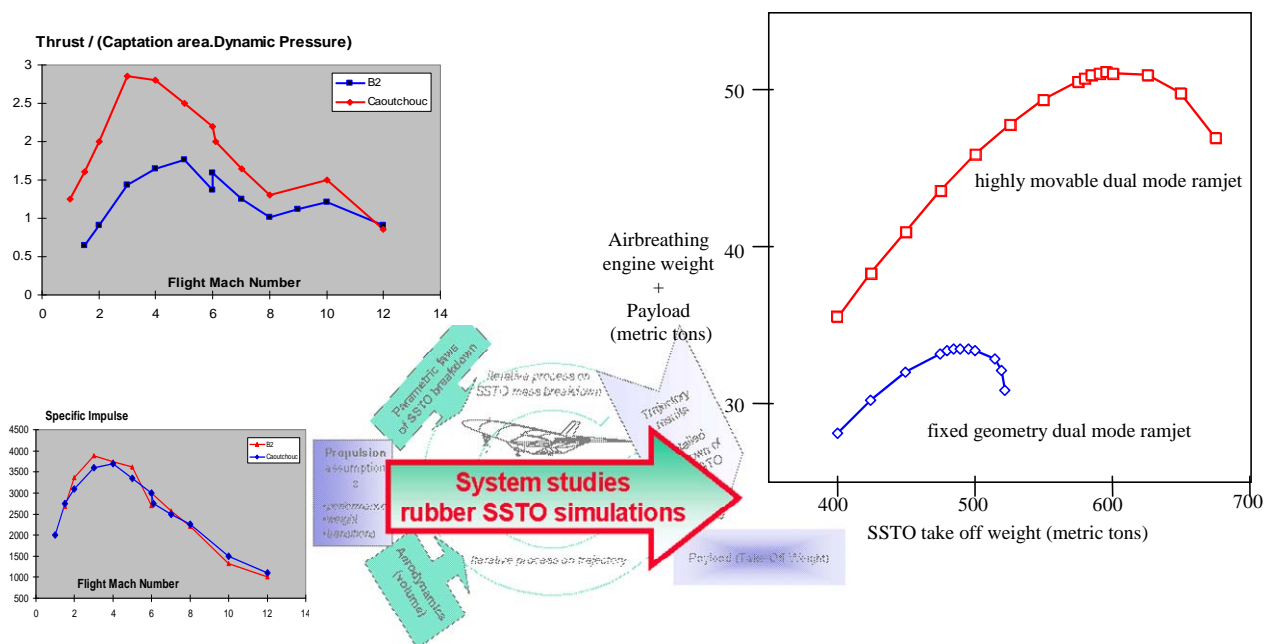 Thrust / (Captation area.Dynamic Pressure)
3
2.5
2
1.5
1
0.5
0
B2
Caoutchouc
Flight Mach Number
0 2 4 6 8 10 12 14
Specific Impulse
4500
4000
3500
3000
2500
2000
1500
1000
500
B2
Caoutchouc
Flight Mach Number
0 2 4 6 8 10 12 14
Parametric
of SSTO breakdown
Iterative process on
SSTO mass breakdown
Trajectory
results
Propulsion
assumption
s
•performance
•weight
System studies
rubber SSTO simulations
Iterative process on trajectory
Aerodynamics
(volume)
Payload (Take Off Weight)
Airbreathing
engine weight
+
Payload
(metric tons)
50
40
30
highly movable dual mode ramjet
fixed geometry dual mode ramjet
400 500 600 700
SSTO take off weight (metric tons)